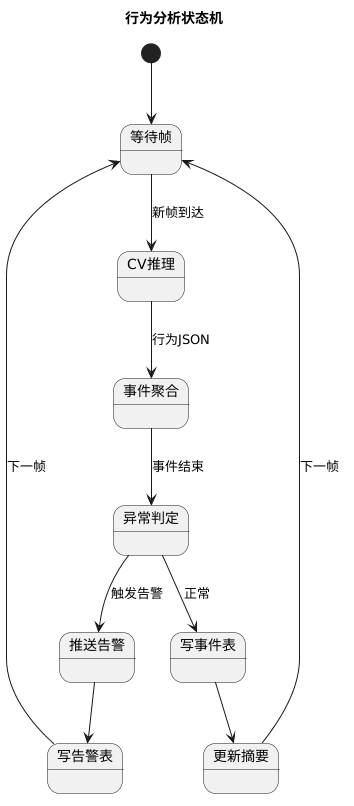 行为分析状态机
等待帧
新帧到达
CV推理
行为JSON
事件聚合
下一帧
事件结束
下一帧
异常判定
触发告警
正常
推送告警
写事件表
写告警表
更新摘要